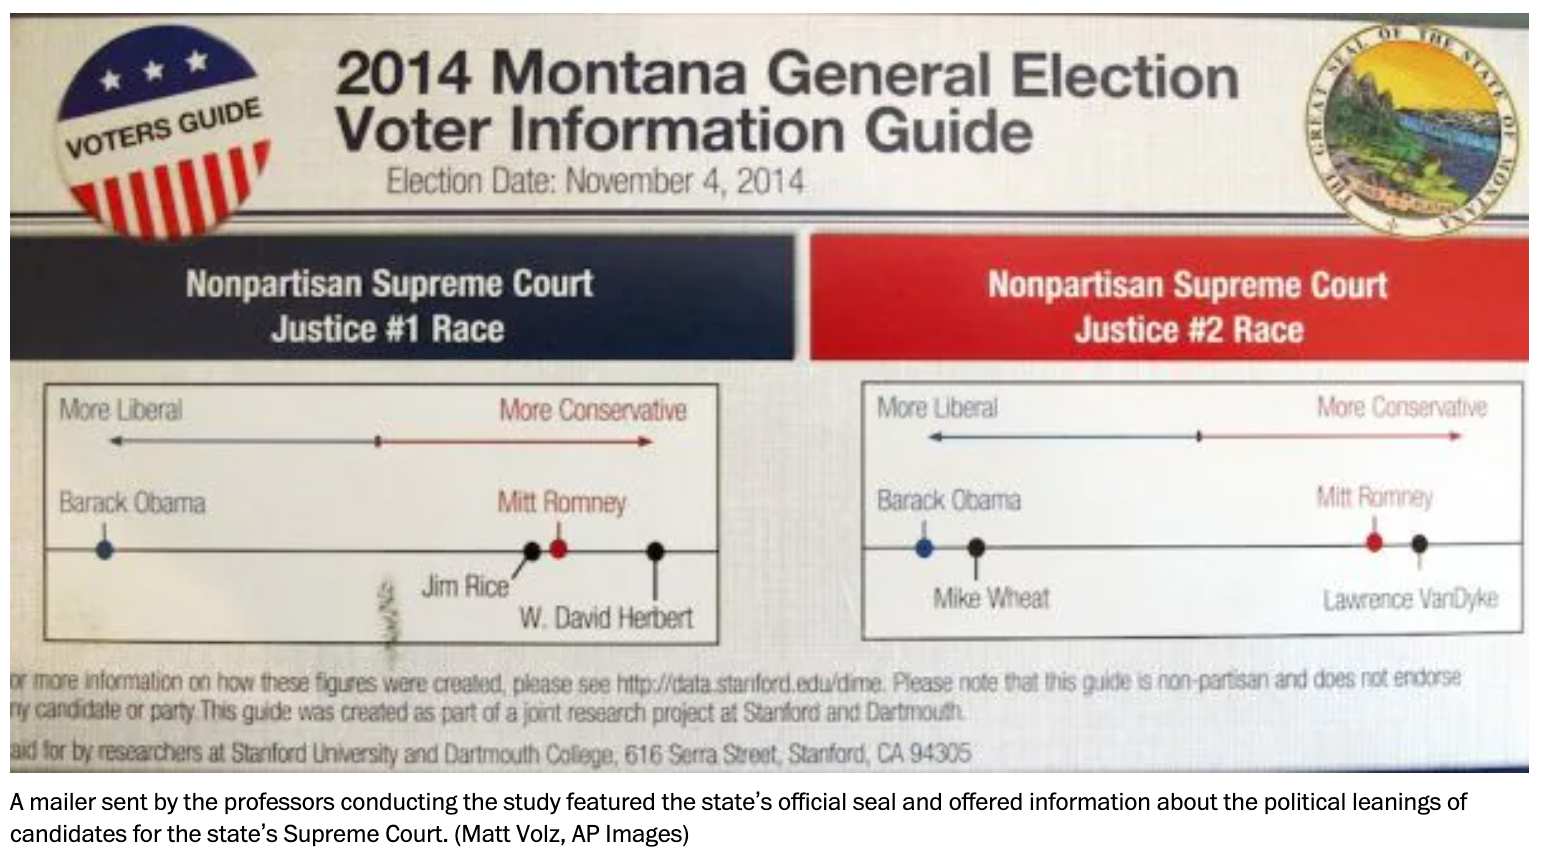 VOTERS GUIDE
2014 Montana General Election
Voter Information Guide
Election Date: November 4, 2014
THE GREAT SEAL OF THE STATE OF MONTANA
Nonpartisan Supreme Court
Justice #1 Race
More Liberal
More Conservative
Barack Obama
Mitt Romney
Jim Rice
W. David Herbert
Nonpartisan Supreme Court
Justice #2 Race
More Liberal
More Conservative
Barack Obama
Mitt Romney
Mike Wheat
Lawrence VanDyke
or more information on how these figures were created, please see http://data.stanford.edu/dime. Please note that this guide is non-partisan and does not endorse
ny candidate or party.This guide was created as part of a joint research project at Stanford and Dartmouth.
aid for by researchers at Stanford University and Dartmouth College, 616 Serra Street, Stanford, CA 94305
A mailer sent by the professors conducting the study featured the state’s official seal and offered information about the political leanings of
candidates for the state’s Supreme Court. (Matt Volz, AP Images)